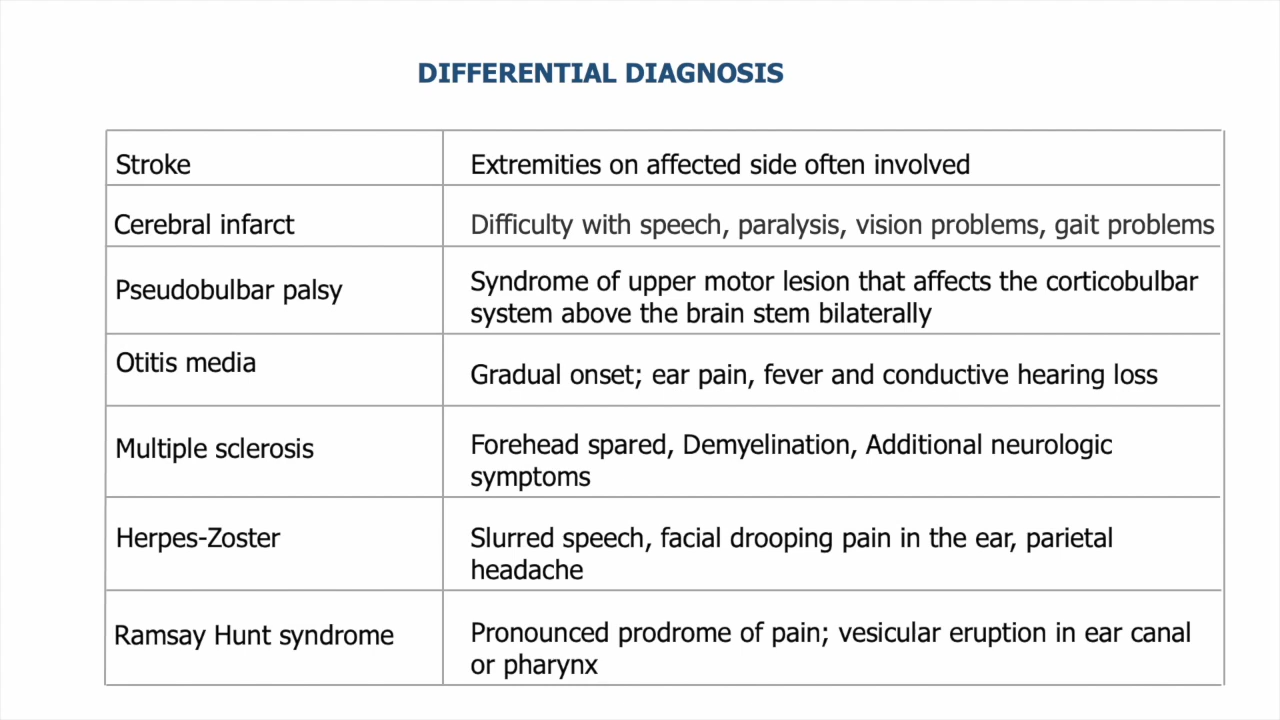 DIFFERENTIAL DIAGNOSIS
Stroke
Extremities on affected side often involved
Cerebral infarct
Difficulty with speech, paralysis, vision problems, gait problems
Pseudobulbar palsy
Syndrome of upper motor lesion that affects the corticobulbar
system above the brain stem bilaterally
Otitis media
Gradual onset; ear pain, fever and conductive hearing loss
Multiple sclerosis
Forehead spared, Demyelination, Additional neurologic
symptoms
Herpes-Zoster
Slurred speech, facial drooping pain in the ear, parietal
headache
Ramsay Hunt syndrome
Pronounced prodrome of pain; vesicular eruption in ear canal
or pharynx